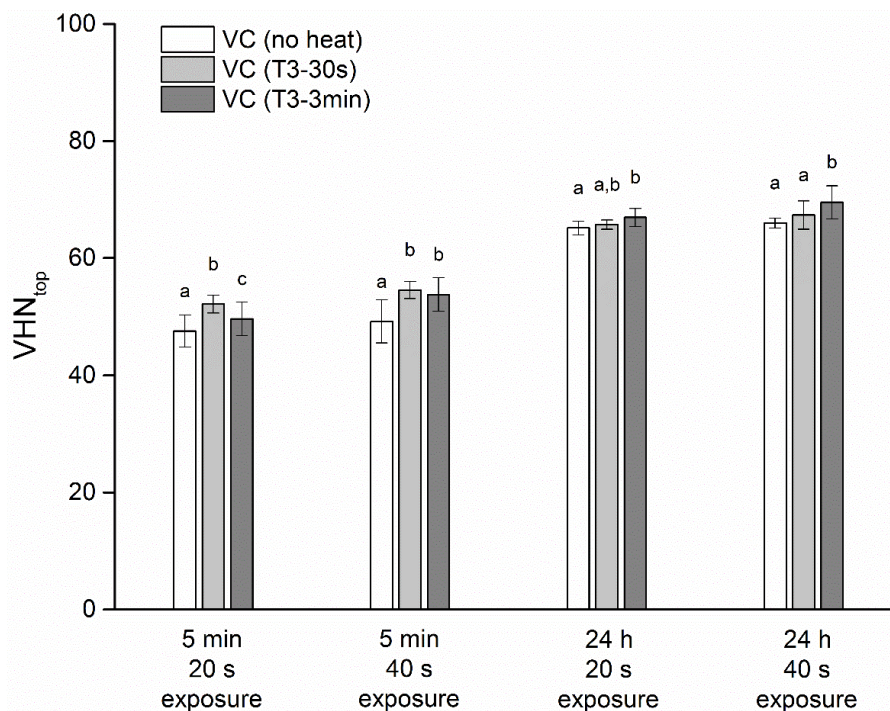 100
80
60
40
20
0
VHNtop
VC (no heat)
VC (T3-30s)
VC (T3-3min)
a b c
a b b
a a,b b
a a b
5 min
20 s
exposure
5 min
40 s
exposure
24 h
20 s
exposure
24 h
40 s
exposure